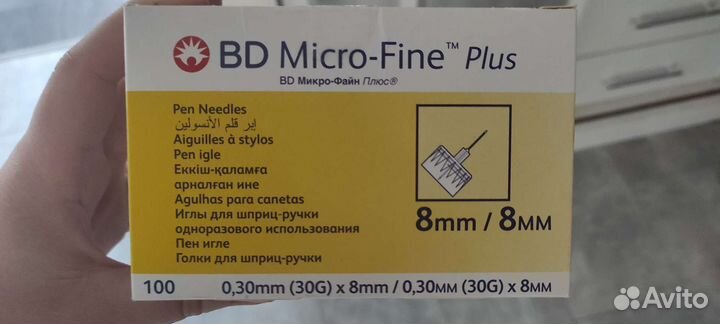 BD Micro-Fine™ Plus
BD Микро-Файн Плюс®
Pen Needles
إبر قلم الأنسولين
Aiguilles à stylos
Pen igle
Еккіш-қаламға
арналған ине
Agulhas para canetas
Иглы для шприц-ручки
одноразового использования
Пен игле
Голки для шприц-ручки
8mm / 8мм
100 0,30mm (30G) x 8mm / 0,30мм (30G) x 8мм
Avito